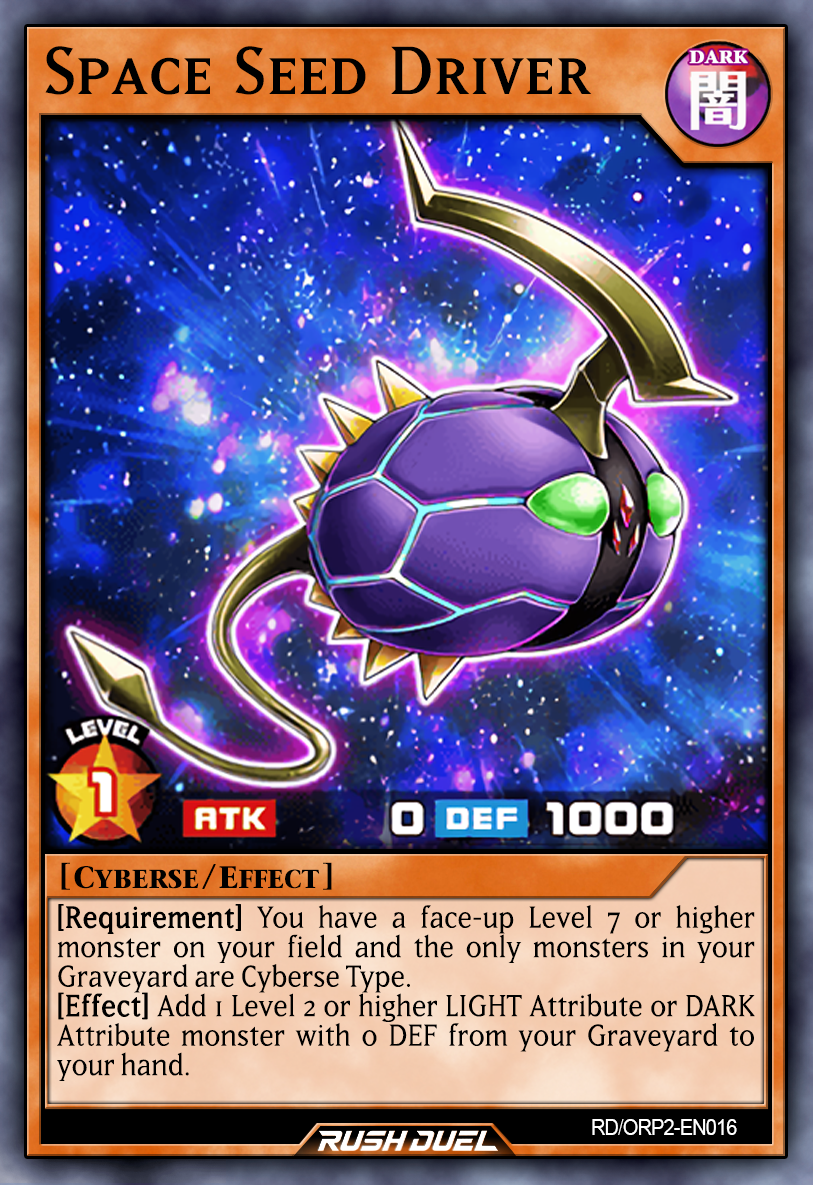 Space Seed Driver
DARK
闇
LEVEL
1
ATK 0 DEF 1000
[Cyberse/Effect]
[Requirement] You have a face-up Level 7 or higher
monster on your field and the only monsters in your
Graveyard are Cyberse Type.
[Effect] Add 1 Level 2 or higher LIGHT Attribute or DARK
Attribute monster with 0 DEF from your Graveyard to
your hand.
RD/ORP2-EN016
RUSH DUEL